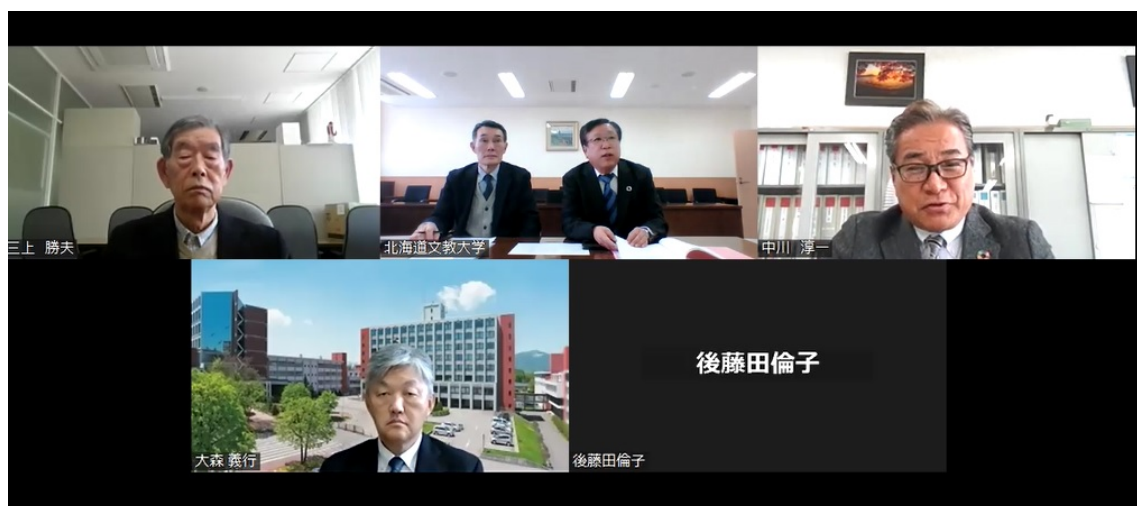 三上 勝夫
北海道文教大学
中川 淳一
後藤田倫子
大森 義行
後藤田倫子